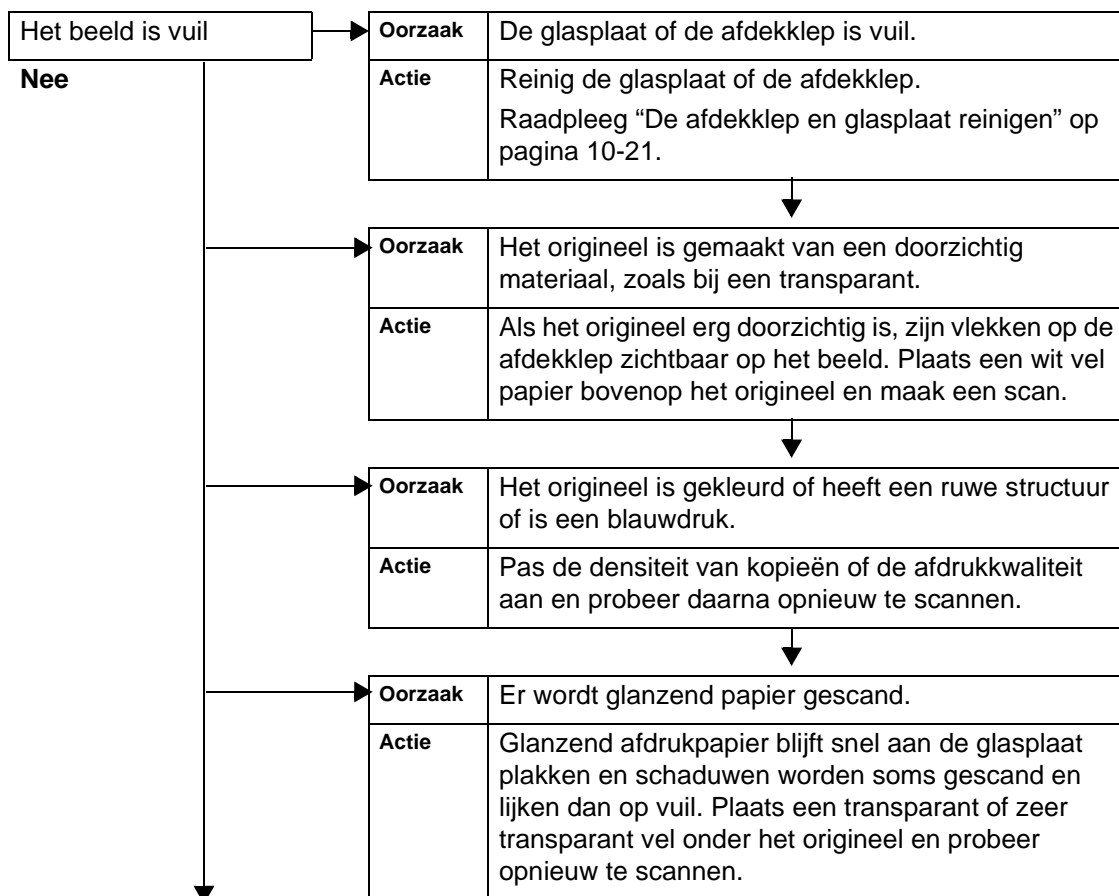 Het beeld is vuil
Nee
Oorzaak De glasplaat of de afdekklep is vuil.
Actie Reinig de glasplaat of de afdekklep.
Raadpleeg “De afdekklep en glasplaat reinigen” op
pagina 10-21.
Oorzaak Het origineel is gemaakt van een doorzichtig
materiaal, zoals bij een transparant.
Actie Als het origineel erg doorzichtig is, zijn vlekken op de
afdekklep zichtbaar op het beeld. Plaats een wit vel
papier bovenop het origineel en maak een scan.
Oorzaak Het origineel is gekleurd of heeft een ruwe structuur
of is een blauwdruk.
Actie Pas de densiteit van kopieën of de afdrukkwaliteit
aan en probeer daarna opnieuw te scannen.
Oorzaak Er wordt glanzend papier gescand.
Actie Glanzend afdrukpapier blijft snel aan de glasplaat
plakken en schaduwen worden soms gescand en
lijken dan op vuil. Plaats een transparant of zeer
transparant vel onder het origineel en probeer
opnieuw te scannen.